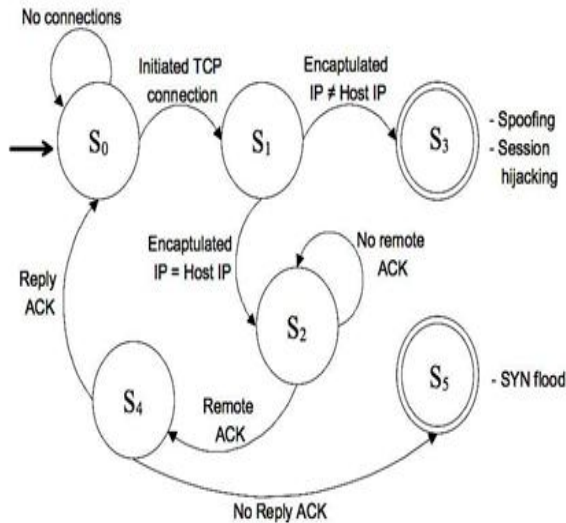 No connections
Initiated TCP
connection
Encaptulated
IP ≠ Host IP
S0
S1
S3
- Spoofing
- Session
hijacking
Encaptulated
IP = Host IP
No remote
ACK
Reply
ACK
S2
S4
Remote
ACK
S5
- SYN flood
No Reply ACK